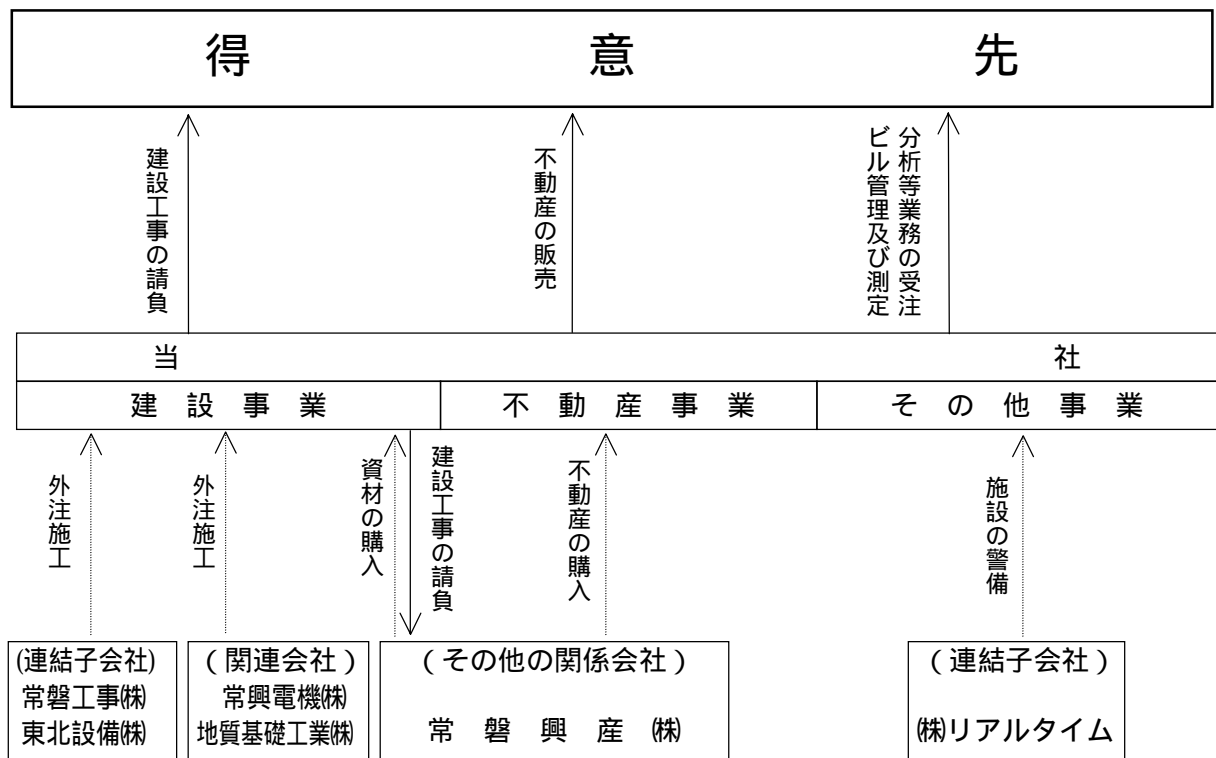 得意先
建設工事の請負
不動産の販売
分析等業務の受注
ビル管理及び測定
当社
建設事業
不動産事業
その他事業
外注施工
外注施工
資材の購入
建設工事の請負
不動産の購入
施設の警備
(連結子会社)
常磐工事㈱
東北設備㈱
(関連会社)
常興電機㈱
地質基礎工業㈱
(その他の関係会社)
常磐興産㈱
(連結子会社)
㈱リアルタイム